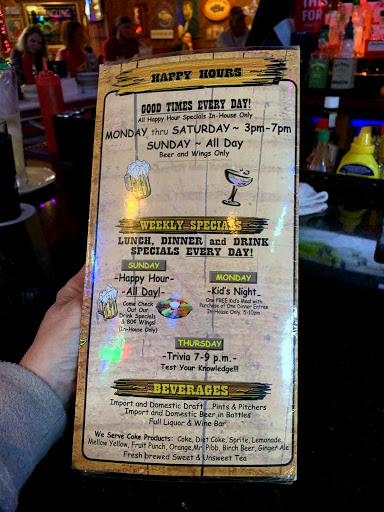 HAPPY HOURS
GOOD TIMES EVERY DAY!
All Happy Hour Specials In-House Only
MONDAY thru SATURDAY ~ 3pm-7pm
SUNDAY ~ All Day
Beer and Wings Only
WEEKLY SPECIALS
LUNCH, DINNER and DRINK
SPECIALS EVERY DAY!
SUNDAY
-Happy Hour-
-All Day!-
Come Check
Out Our
Drink Specials
& 80¢ Wings!
(In-House Only)
MONDAY
-Kid's Night-
One FREE Kid's Meal with
Purchase of One Dinner Entree
In-House Only, 5-10pm
THURSDAY
-Trivia 7-9 p.m.-
Test Your Knowledge!!!
BEVERAGES
Import and Domestic Draft...Pints & Pitchers
Import and Domestic Beer in Bottles
Full Liquor & Wine Bar
We Serve Coke Products: Coke, Diet Coke, Sprite, Lemonade,
Mellow Yellow, Fruit Punch, Orange, Mr. Pibb, Birch Beer, Ginger Ale
Fresh brewed Sweet & Unsweet Tea
THIS
FOR